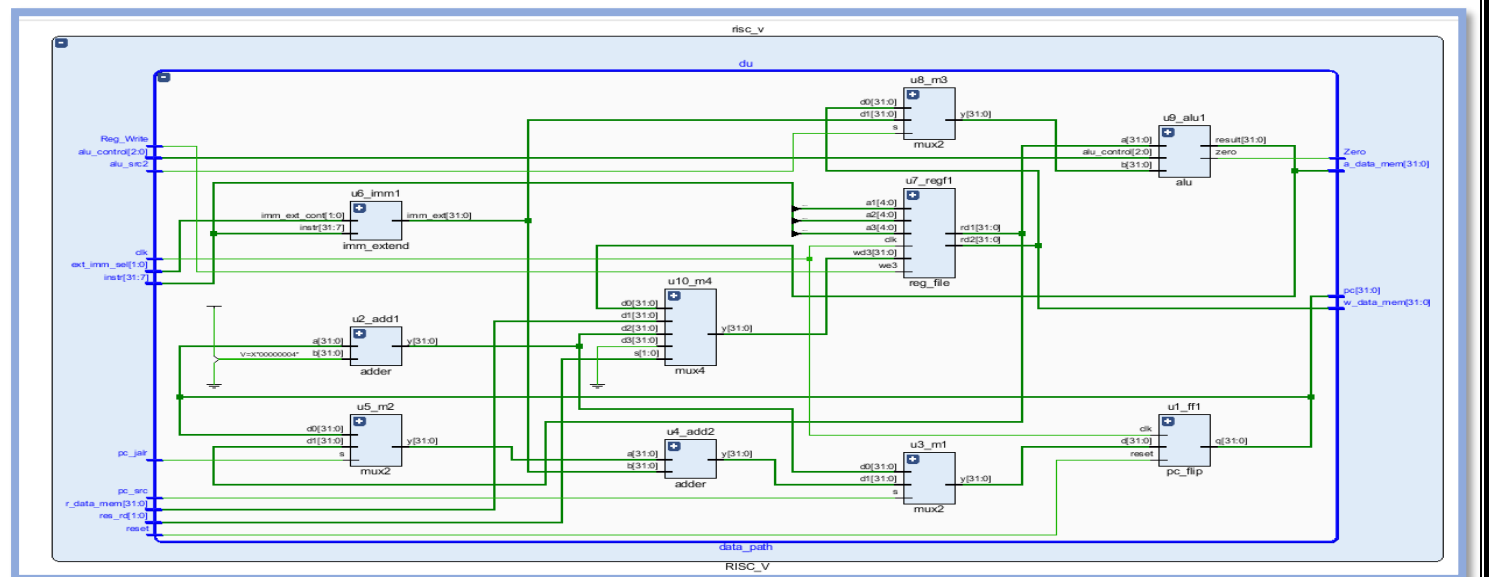 risc_v
du
Reg_Write
alu_control[2:0]
alu_src2
clk
ext_imm_sel[1:0]
instr[31:7]
pc_jalr
pc_src
r_data_mem[31:0]
res_rd[1:0]
reset
u8_m3
d0[31:0]
d1[31:0]
s
y[31:0]
mux2
u9_alu1
a[31:0]
alu_control[2:0]
b[31:0]
result[31:0]
zero
alu
Zero
a_data_mem[31:0]
u6_imm1
imm_ext_cont[1:0]
instr[31:7]
imm_ext[31:0]
imm_extend
u7_regf1
...
...
...
a1[4:0]
a2[4:0]
a3[4:0]
clk
wd3[31:0]
we3
rd1[31:0]
rd2[31:0]
reg_file
u10_m4
d0[31:0]
d1[31:0]
d2[31:0]
d3[31:0]
s[1:0]
y[31:0]
mux4
pc[31:0]
w_data_mem[31:0]
u2_add1
V=X"00000004"
a[31:0]
b[31:0]
y[31:0]
adder
u5_m2
d0[31:0]
d1[31:0]
s
y[31:0]
mux2
u4_add2
a[31:0]
b[31:0]
y[31:0]
adder
u3_m1
d0[31:0]
d1[31:0]
s
y[31:0]
mux2
u1_ff1
clk
d[31:0]
reset
q[31:0]
pc_flip
data_path
RISC_V